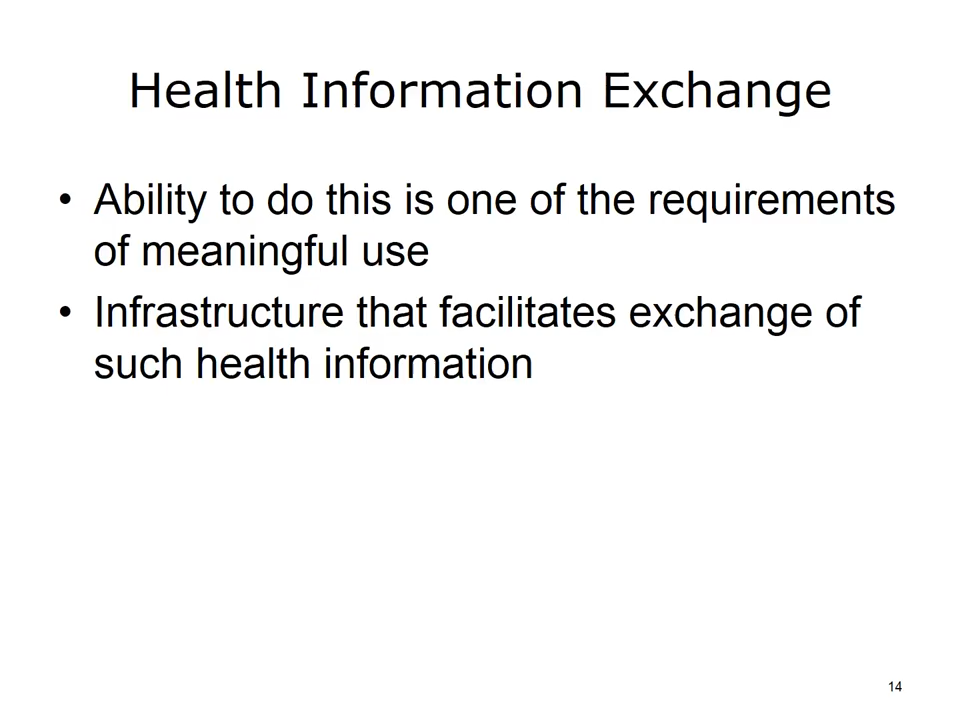 Health Information Exchange
• Ability to do this is one of the requirements
of meaningful use
• Infrastructure that facilitates exchange of
such health information
14